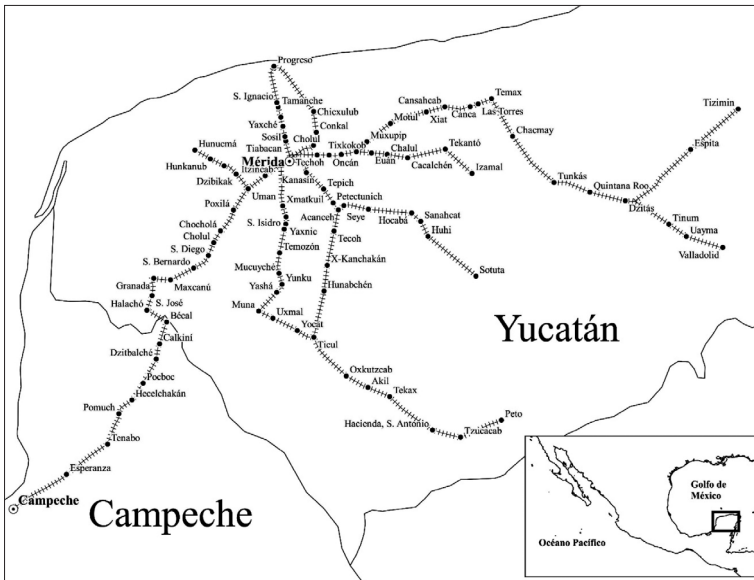 Progreso
S. Ignacio
Tamanche
Chicxulub
Yaxché
Conkal
Sosil
Cholul
Tiabacan
Mérida
Techoh
Hunucmá
Hunkanub
Itzincab
Dzibikak
Kanasín
Tixkokob
Oncán
Muxupip
Euán
Chalul
Cacalchén
Tekantó
Izamal
Motul
Cansahcab
Xiat
Canca
Temax
Las Torres
Chacmay
Tunkás
Quintana Roo
Dzitás
Espita
Tizimín
Tinum
Uayma
Valladolid
Uman
Xmatkuil
Tepich
Petectunich
Acanceh
Seye
Hocabá
Sanahcat
Huhi
Sotuta
Poxilá
S. Isidro
Yaxnic
Tecoh
Chocholá
Cholul
Temozón
S. Diego
X-Kanchakán
S. Bernardo
Mucuyché
Yunku
Granada
Maxcanú
Yashá
Hunabchén
Halachó
S. José
Muna
Uxmal
Yocat
Ticul
Bécal
Calkiní
Dzitbalché
Pocboc
Hecelchakán
Pomuch
Tenabo
Esperanza
Campeche
Oxkutzcab
Akil
Tekax
Hacienda, S. Antonio
Tzucacab
Peto
Yucatán
Campeche
Golfo de
México
Océano Pacífico